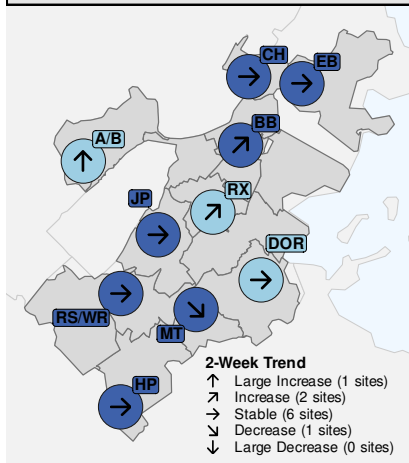 CH
EB
BB
A/B
RX
JP
DOR
RS/WR
MT
HP
2-Week Trend
↑ Large Increase (1 sites)
↗ Increase (2 sites)
→ Stable (6 sites)
↘ Decrease (1 sites)
↓ Large Decrease (0 sites)